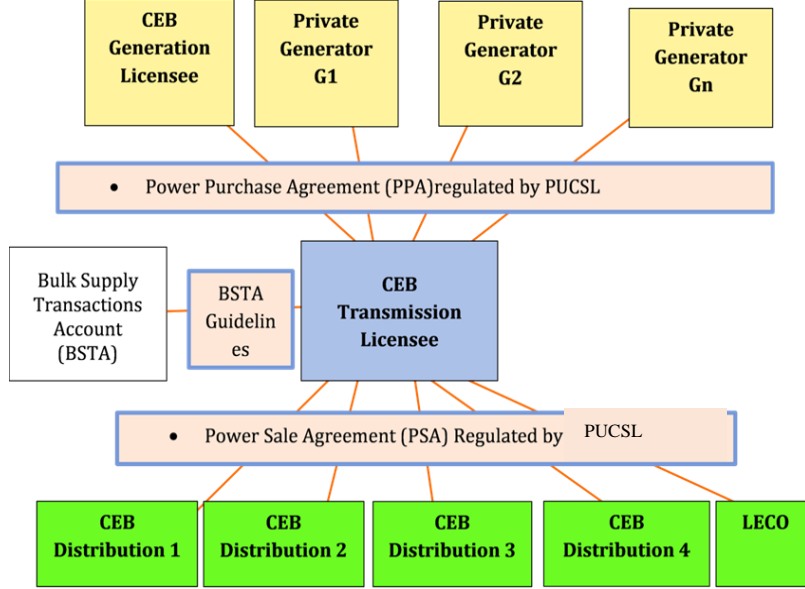 CEB
Generation
Licensee
Private
Generator
G1
Private
Generator
G2
Private
Generator
Gn
• Power Purchase Agreement (PPA)regulated by PUCSL
Bulk Supply
Transactions
Account
(BSTA)
BSTA
Guidelin
es
CEB
Transmission
Licensee
• Power Sale Agreement (PSA) Regulated by PUCSL
CEB
Distribution 1
CEB
Distribution 2
CEB
Distribution 3
CEB
Distribution 4
LECO